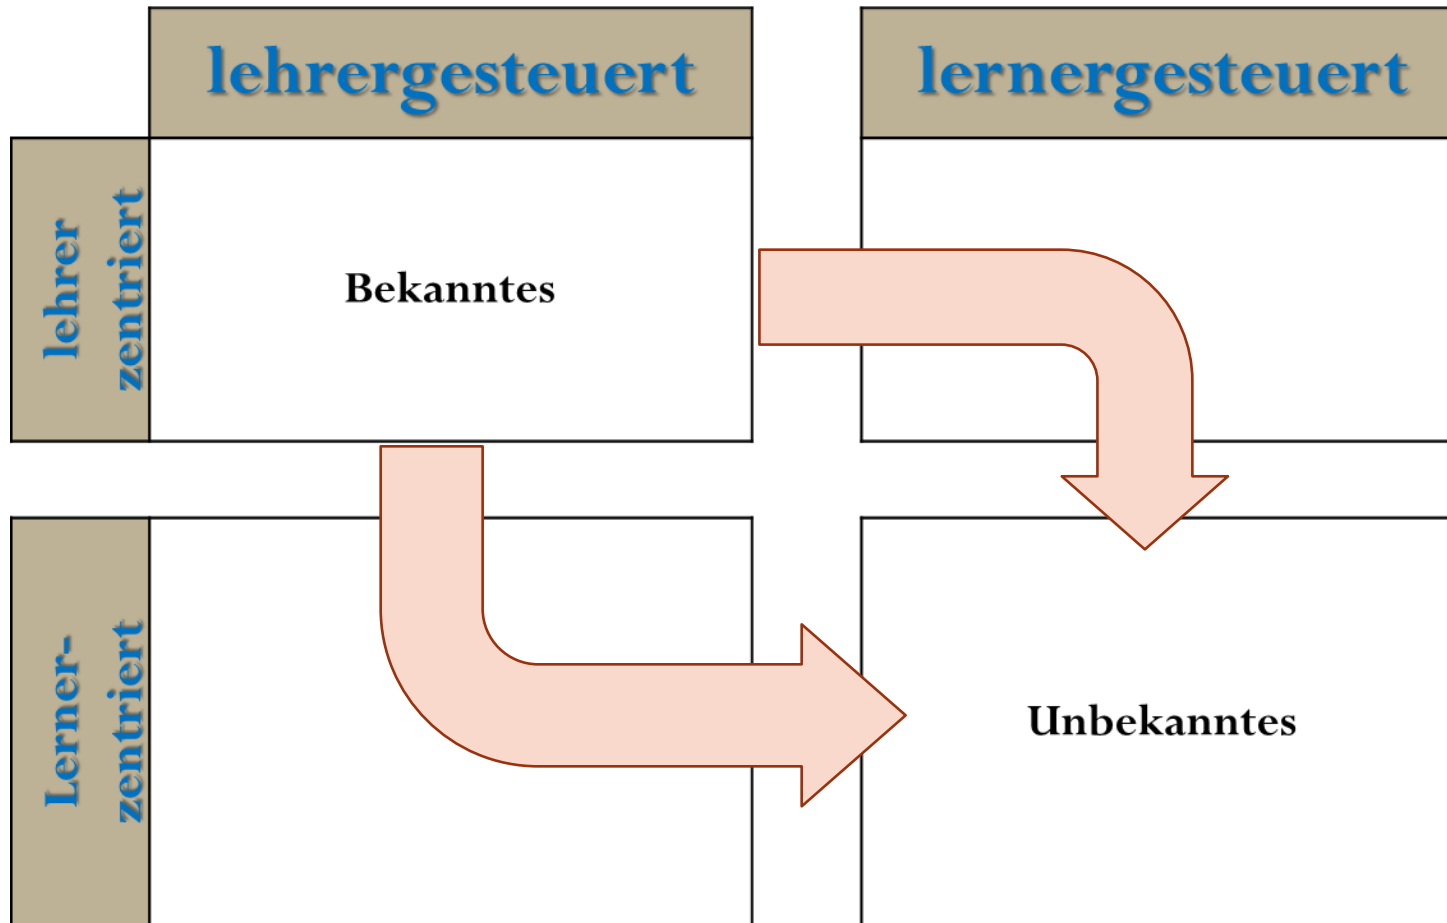 lehrergesteuert
lernergesteuert
lehrer
zentriert
Bekanntes
Lerner-
zentriert
Unbekanntes